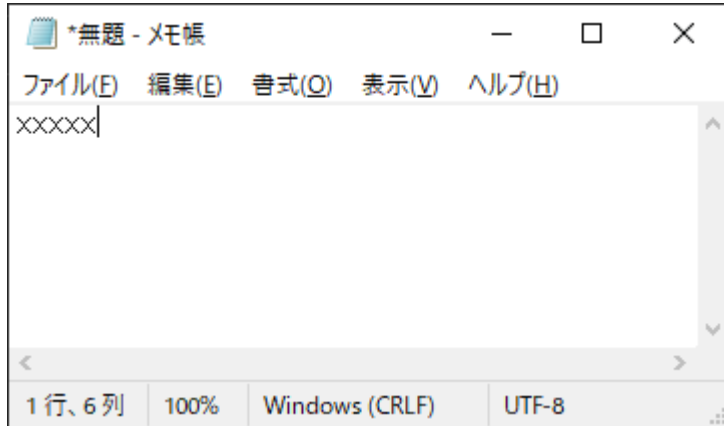 *無題 - メモ帳
ファイル(F) 編集(E) 書式(O) 表示(V) ヘルプ(H)
xxxxx
1 行、6 列 100% Windows (CRLF) UTF-8